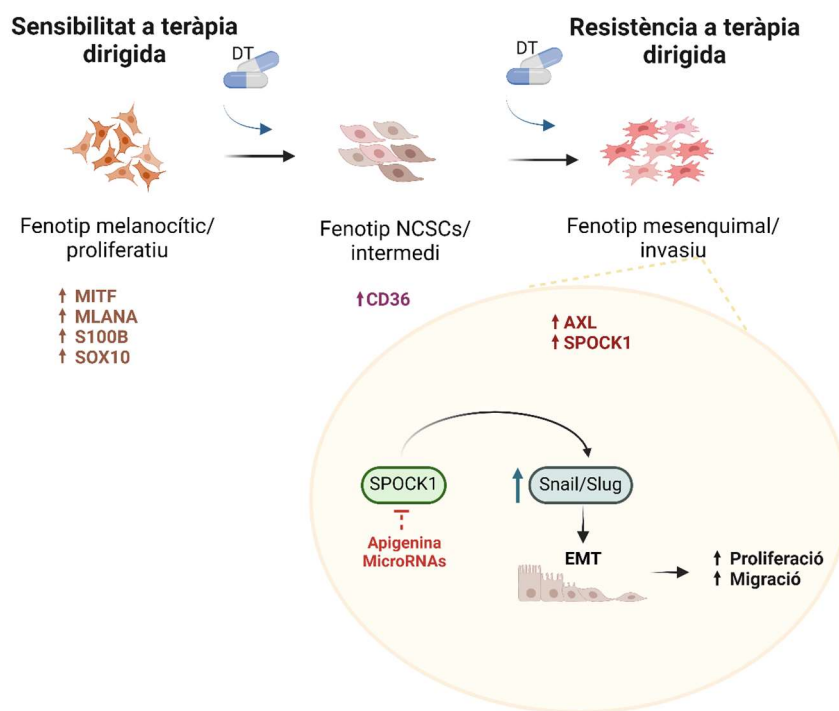 Sensibilitat a teràpia
dirigida
DT
DT
Resistència a teràpia
dirigida
Fenotip melanocític/
proliferatiu
Fenotip NCSCs/
intermedi
Fenotip mesenquimal/
invasiu
MITF
MLANA
S100B
SOX10
CD36
AXL
SPOCK1
SPOCK1
Snail/Slug
Apigenina
MicroRNAs
EMT
Proliferació
Migració